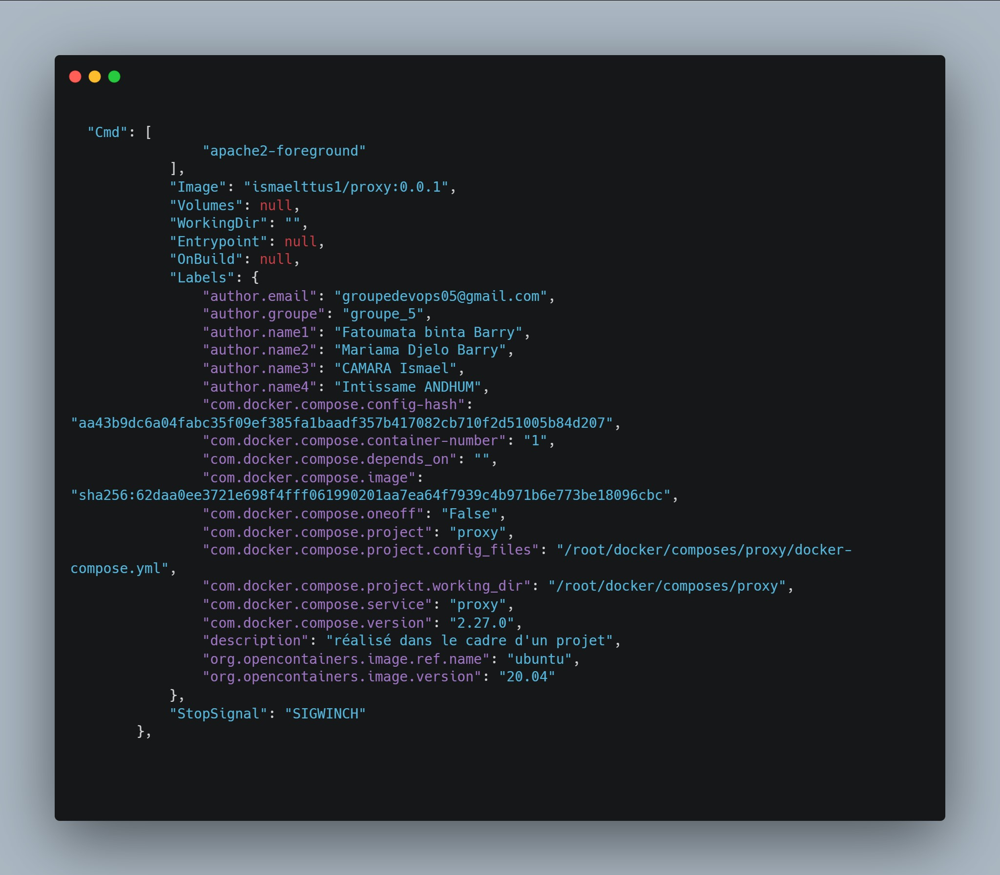 "Cmd": [
"apache2-foreground"
],
"Image": "ismaelttus1/proxy:0.0.1",
"Volumes": null,
"WorkingDir": "",
"Entrypoint": null,
"OnBuild": null,
"Labels": {
"author.email": "groupedevops05@gmail.com",
"author.groupe": "groupe_5",
"author.name1": "Fatoumata binta Barry",
"author.name2": "Mariama Djelo Barry",
"author.name3": "CAMARA Ismael",
"author.name4": "Intissame ANDHUM",
"com.docker.compose.config-hash":
"aa43b9dc6a04fabc35f09ef385fa1baadf357b417082cb710f2d51005b84d207",
"com.docker.compose.container-number": "1",
"com.docker.compose.depends_on": "",
"com.docker.compose.image":
"sha256:62daa0ee3721e698f4fff061990201aa7ea64f7939c4b971b6e773be18096cbc",
"com.docker.compose.oneoff": "False",
"com.docker.compose.project": "proxy",
"com.docker.compose.project.config_files": "/root/docker/composes/proxy/docker-
compose.yml",
"com.docker.compose.project.working_dir": "/root/docker/composes/proxy",
"com.docker.compose.service": "proxy",
"com.docker.compose.version": "2.27.0",
"description": "réalisé dans le cadre d'un projet",
"org.opencontainers.image.ref.name": "ubuntu",
"org.opencontainers.image.version": "20.04"
},
"StopSignal": "SIGWINCH"
},